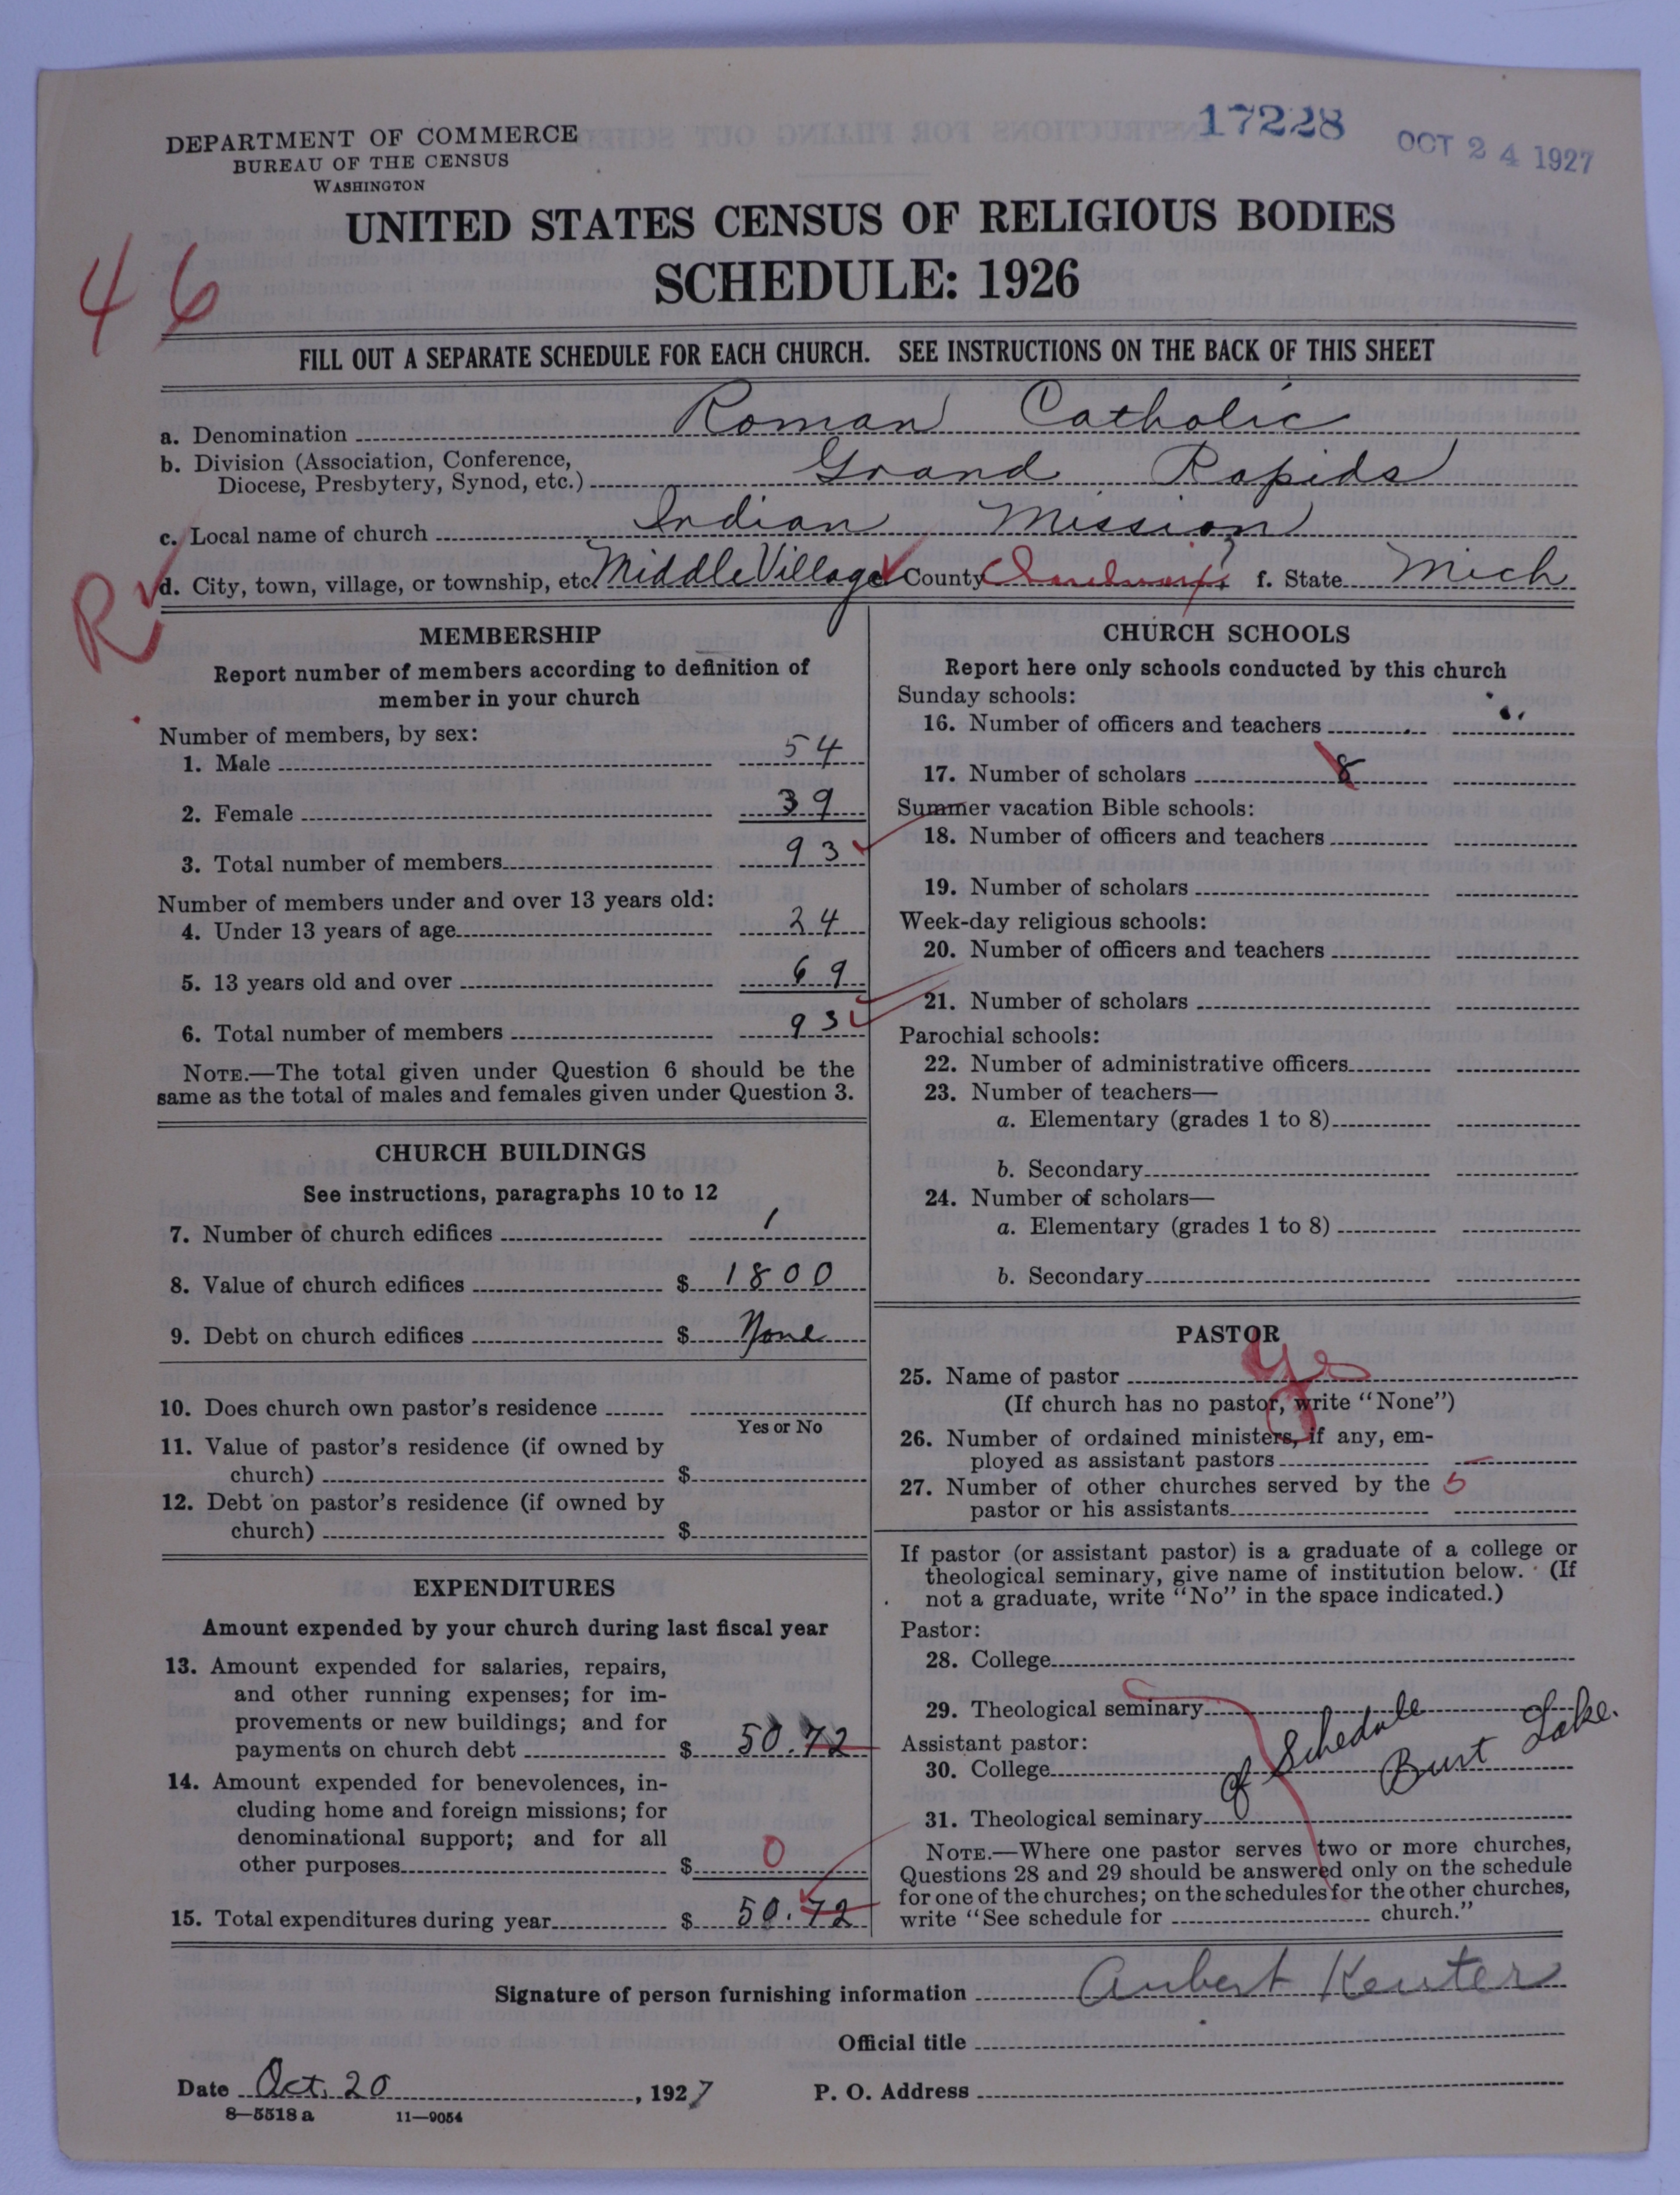 17228
OCT 24 1927
DEPARTMENT OF COMMERCE
BUREAU OF THE CENSUS
WASHINGTON
UNITED STATES CENSUS OF RELIGIOUS BODIES
SCHEDULE: 1926
46
FILL OUT A SEPARATE SCHEDULE FOR EACH CHURCH. SEE INSTRUCTIONS ON THE BACK OF THIS SHEET
a. Denomination Roman Catholic
b. Division (Association, Conference, Diocese, Presbytery, Synod, etc.) Grand Rapids
c. Local name of church Indian Mission
R
d. City, town, village, or township, etc. Middle Village County f. State Mich
MEMBERSHIP
Report number of members according to definition of
member in your church
Number of members, by sex:
1. Male 54
2. Female 39
3. Total number of members 93
Number of members under and over 13 years old:
4. Under 13 years of age 24
5. 13 years old and over 69
6. Total number of members 93
NOTE.—The total given under Question 6 should be the
same as the total of males and females given under Question 3.
CHURCH BUILDINGS
See instructions, paragraphs 10 to 12
7. Number of church edifices 1
8. Value of church edifices $ 1800
9. Debt on church edifices $ None
10. Does church own pastor's residence
Yes or No
11. Value of pastor's residence (if owned by
church) $
12. Debt on pastor's residence (if owned by
church) $
EXPENDITURES
Amount expended by your church during last fiscal year
13. Amount expended for salaries, repairs,
and other running expenses; for im-
provements or new buildings; and for
payments on church debt $ 50.72
14. Amount expended for benevolences, in-
cluding home and foreign missions; for
denominational support; and for all
other purposes $ 0
15. Total expenditures during year $ 50.72
CHURCH SCHOOLS
Report here only schools conducted by this church
Sunday schools:
16. Number of officers and teachers
17. Number of scholars 8
Summer vacation Bible schools:
18. Number of officers and teachers
19. Number of scholars
Week-day religious schools:
20. Number of officers and teachers
21. Number of scholars
Parochial schools:
22. Number of administrative officers
23. Number of teachers—
a. Elementary (grades 1 to 8)
b. Secondary
24. Number of scholars—
a. Elementary (grades 1 to 8)
b. Secondary
PASTOR
25. Name of pastor
(If church has no pastor, write "None")
26. Number of ordained ministers, if any, em-
ployed as assistant pastors
27. Number of other churches served by the 5
pastor or his assistants
If pastor (or assistant pastor) is a graduate of a college or
theological seminary, give name of institution below. (If
not a graduate, write "No" in the space indicated.)
Pastor:
28. College
29. Theological seminary
Assistant pastor:
30. College
of Schedule Burt Lake.
31. Theological seminary
NOTE.—Where one pastor serves two or more churches,
Questions 28 and 29 should be answered only on the schedule
for one of the churches; on the schedules for the other churches,
write "See schedule for church."
Signature of person furnishing information Aubert Keuter
Official title
Date Oct. 20, 1927 P. O. Address
8—5518 a 11—9054